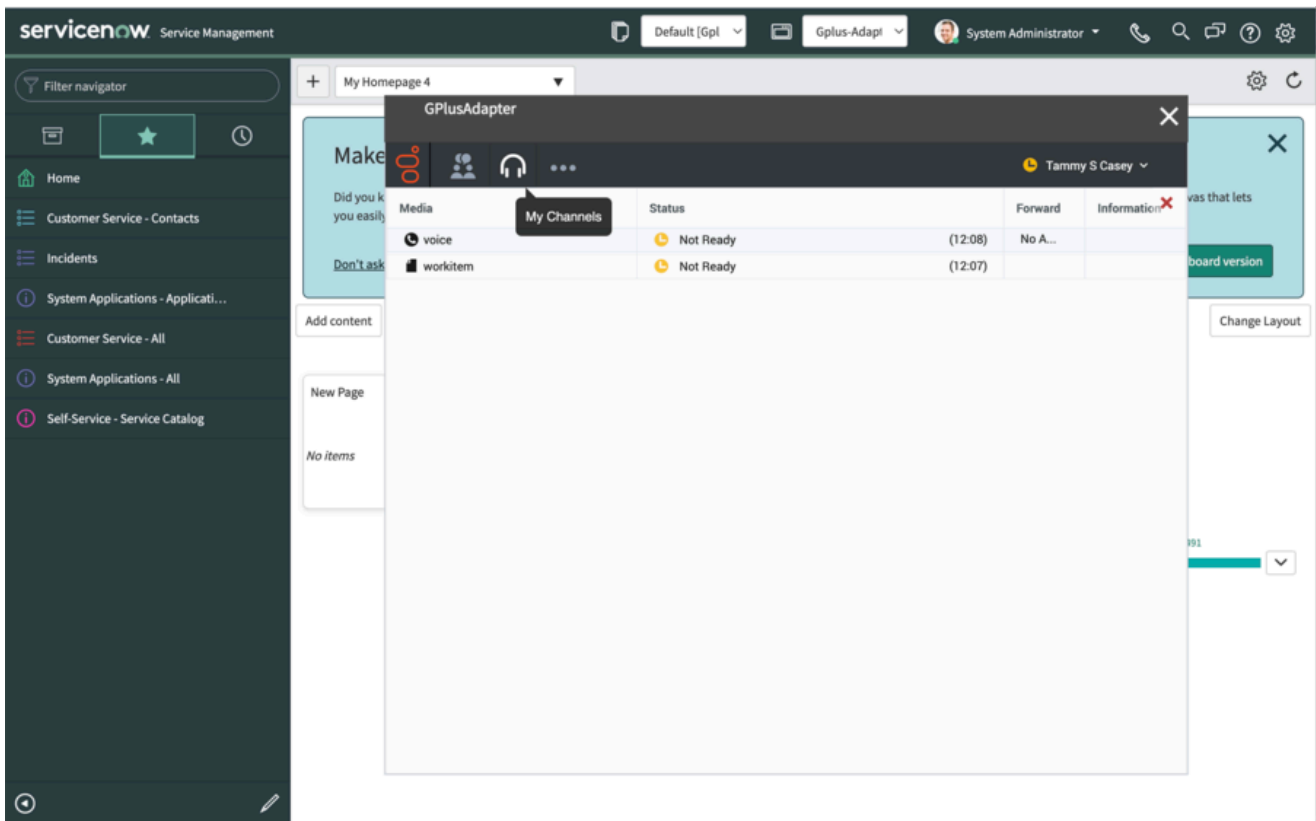 servicenow. Service Management
Default [Gpl
Gplus-Adapt
System Administrator
Filter navigator
My Homepage 4
Home
Customer Service - Contacts
Incidents
System Applications - Applicati...
Customer Service - All
System Applications - All
Self-Service - Service Catalog
GPlusAdapter
Make
Did you k
you easily
vas that lets
Don't ask
board version
Tammy S Casey
My Channels
Media Status Forward Information
voice Not Ready (12:08) No A...
workitem Not Ready (12:07)
Add content
Change Layout
New Page
No items